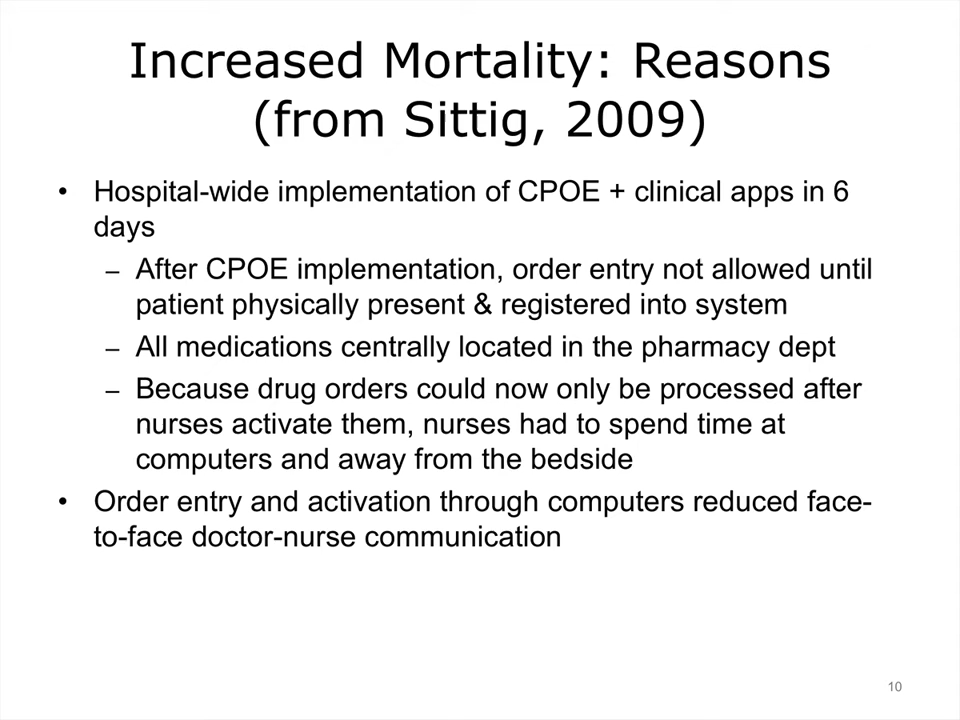 Increased Mortality: Reasons
(from Sittig, 2009)
• Hospital-wide implementation of CPOE + clinical apps in 6
days
– After CPOE implementation, order entry not allowed until
patient physically present & registered into system
– All medications centrally located in the pharmacy dept
– Because drug orders could now only be processed after
nurses activate them, nurses had to spend time at
computers and away from the bedside
• Order entry and activation through computers reduced face-
to-face doctor-nurse communication
10